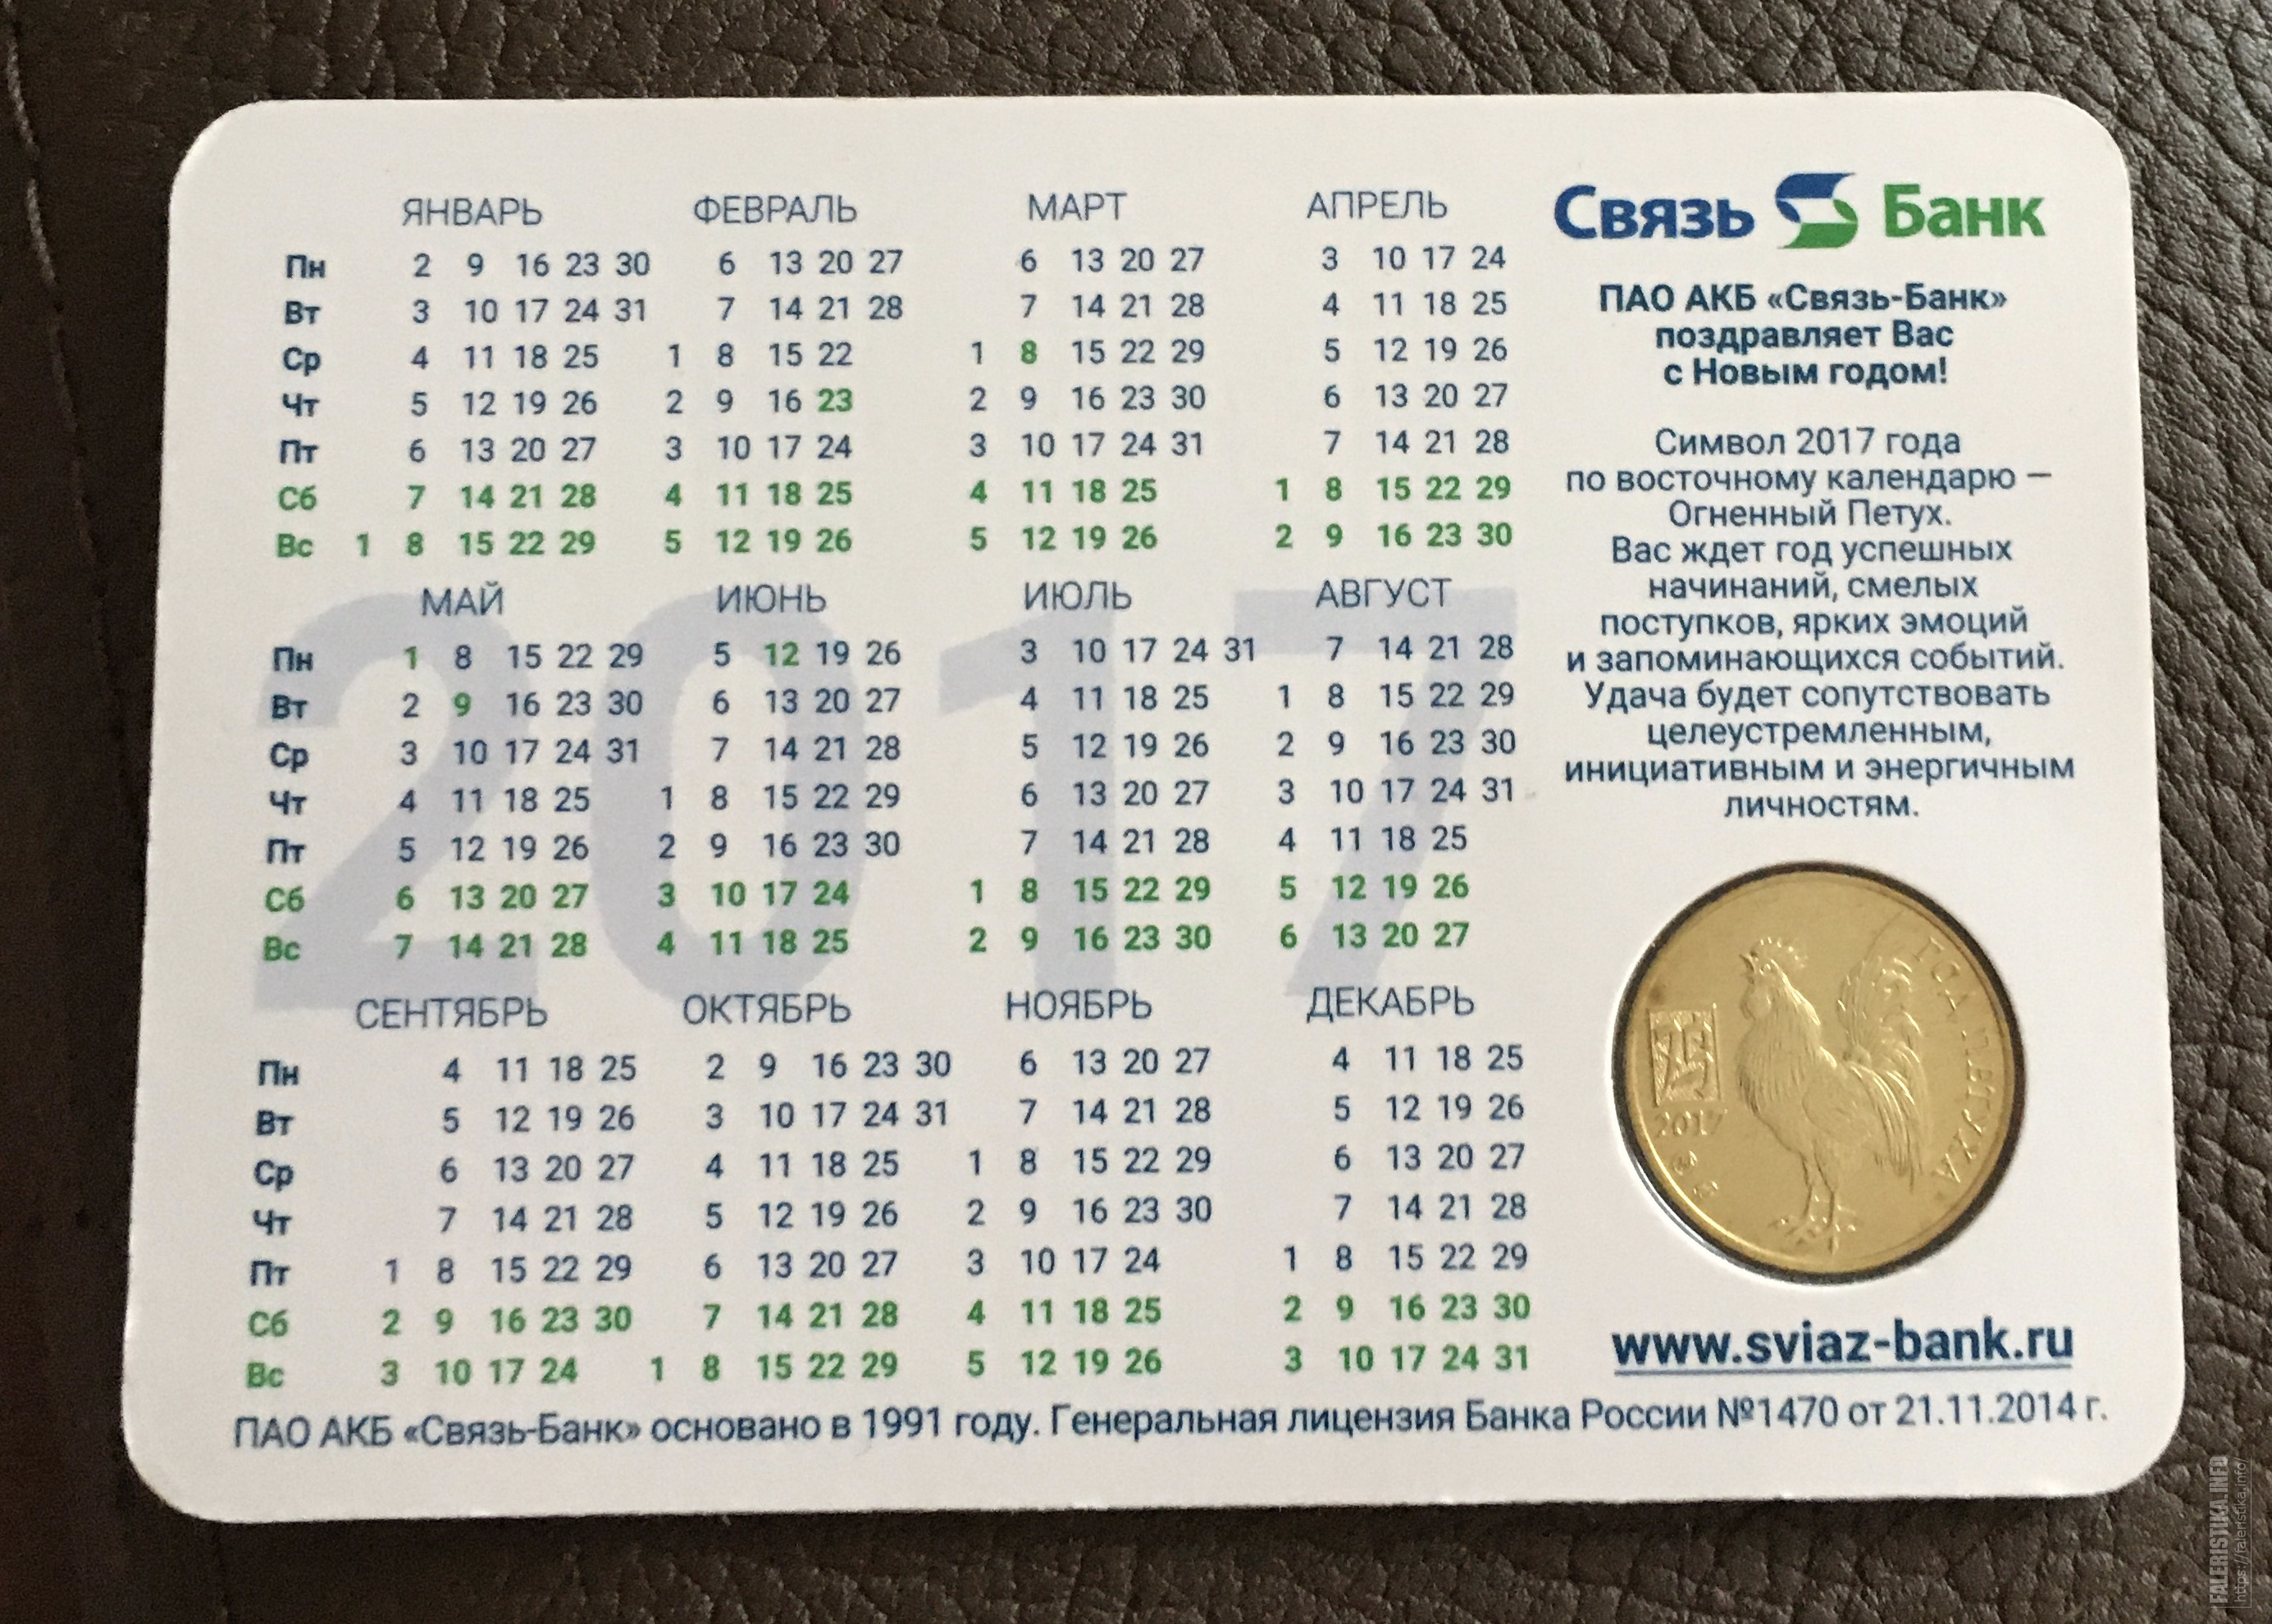 ЯНВАРЬ ФЕВРАЛЬ МАРТ АПРЕЛЬ
Пн 2 9 16 23 30 6 13 20 27 6 13 20 27 3 10 17 24
Вт 3 10 17 24 31 7 14 21 28 7 14 21 28 4 11 18 25
Ср 4 11 18 25 1 8 15 22 1 8 15 22 29 5 12 19 26
Чт 5 12 19 26 2 9 16 23 2 9 16 23 30 6 13 20 27
Пт 6 13 20 27 3 10 17 24 3 10 17 24 31 7 14 21 28
Сб 7 14 21 28 4 11 18 25 4 11 18 25 1 8 15 22 29
Вс 1 8 15 22 29 5 12 19 26 5 12 19 26 2 9 16 23 30
2017
МАЙ ИЮНЬ ИЮЛЬ АВГУСТ
Пн 1 8 15 22 29 5 12 19 26 3 10 17 24 31 7 14 21 28
Вт 2 9 16 23 30 6 13 20 27 4 11 18 25 1 8 15 22 29
Ср 3 10 17 24 31 7 14 21 28 5 12 19 26 2 9 16 23 30
Чт 4 11 18 25 1 8 15 22 29 6 13 20 27 3 10 17 24 31
Пт 5 12 19 26 2 9 16 23 30 7 14 21 28 4 11 18 25
Сб 6 13 20 27 3 10 17 24 1 8 15 22 29 5 12 19 26
Вс 7 14 21 28 4 11 18 25 2 9 16 23 30 6 13 20 27
СЕНТЯБРЬ ОКТЯБРЬ НОЯБРЬ ДЕКАБРЬ
Пн 4 11 18 25 2 9 16 23 30 6 13 20 27 4 11 18 25
Вт 5 12 19 26 3 10 17 24 31 7 14 21 28 5 12 19 26
Ср 6 13 20 27 4 11 18 25 1 8 15 22 29 6 13 20 27
Чт 7 14 21 28 5 12 19 26 2 9 16 23 30 7 14 21 28
Пт 1 8 15 22 29 6 13 20 27 3 10 17 24 1 8 15 22 29
Сб 2 9 16 23 30 7 14 21 28 4 11 18 25 2 9 16 23 30
Вс 3 10 17 24 1 8 15 22 29 5 12 19 26 3 10 17 24 31
Связь Банк
ПАО АКБ «Связь-Банк»
поздравляет Вас
с Новым годом!
Символ 2017 года
по восточному календарю —
Огненный Петух.
Вас ждет год успешных
начинаний, смелых
поступков, ярких эмоций
и запоминающихся событий.
Удача будет сопутствовать
целеустремленным,
инициативным и энергичным
личностям.
ГОД ПЕТУХА
2017
www.sviaz-bank.ru
ПАО АКБ «Связь-Банк» основано в 1991 году. Генеральная лицензия Банка России №1470 от 21.11.2014 г.
FALERISTIKA.INFO
https://faleristika.info/